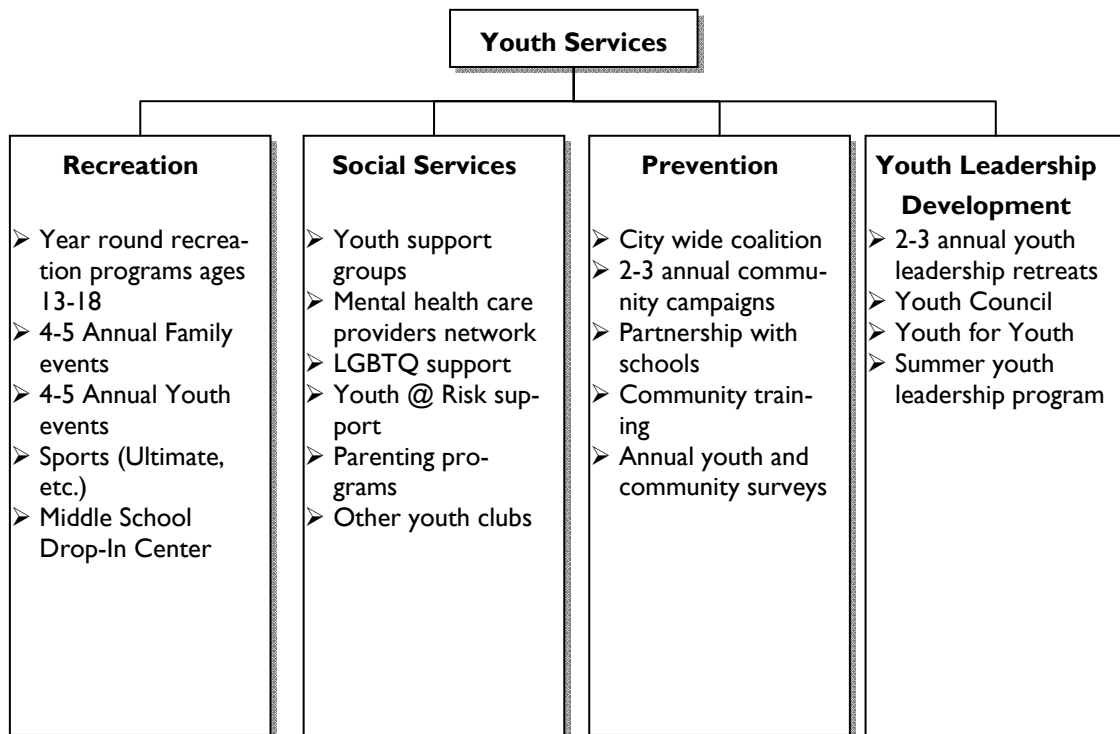 Youth Services
Recreation
➢ Year round recrea-
tion programs ages
13-18
➢ 4-5 Annual Family
events
➢ 4-5 Annual Youth
events
➢ Sports (Ultimate,
etc.)
➢ Middle School
Drop-In Center
Social Services
➢ Youth support
groups
➢ Mental health care
providers network
➢ LGBTQ support
➢ Youth @ Risk sup-
port
➢ Parenting pro-
grams
➢ Other youth clubs
Prevention
➢ City wide coalition
➢ 2-3 annual commu-
nity campaigns
➢ Partnership with
schools
➢ Community train-
ing
➢ Annual youth and
community surveys
Youth Leadership
Development
➢ 2-3 annual youth
leadership retreats
➢ Youth Council
➢ Youth for Youth
➢ Summer youth
leadership program